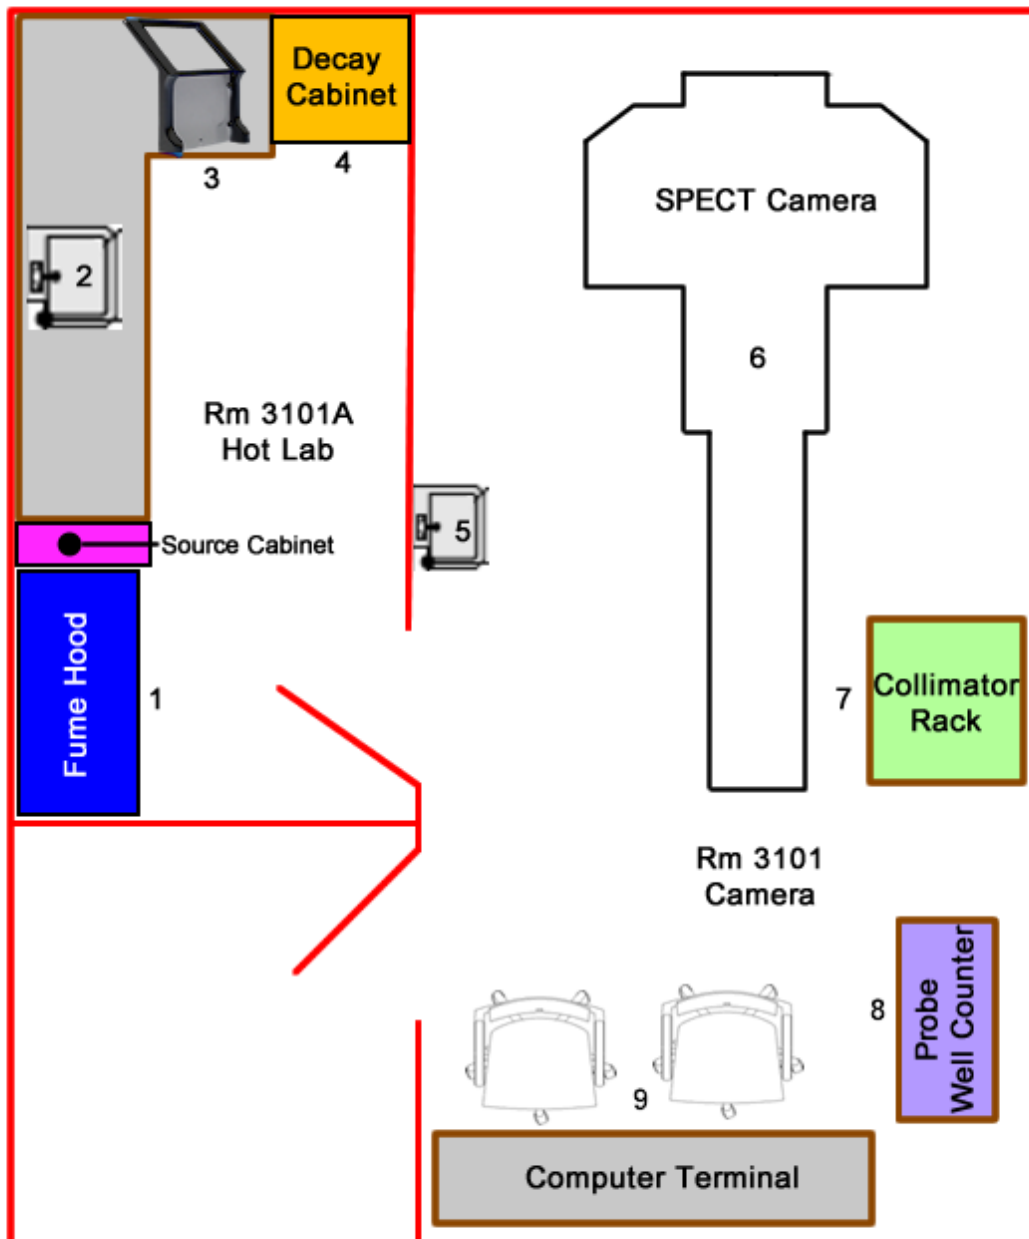 Decay
Cabinet
3
4
SPECT Camera
2
6
Rm 3101A
Hot Lab
5
Source Cabinet
Fume Hood
1
7
Collimator
Rack
Rm 3101
Camera
8
Probe
Well Counter
9
Computer Terminal